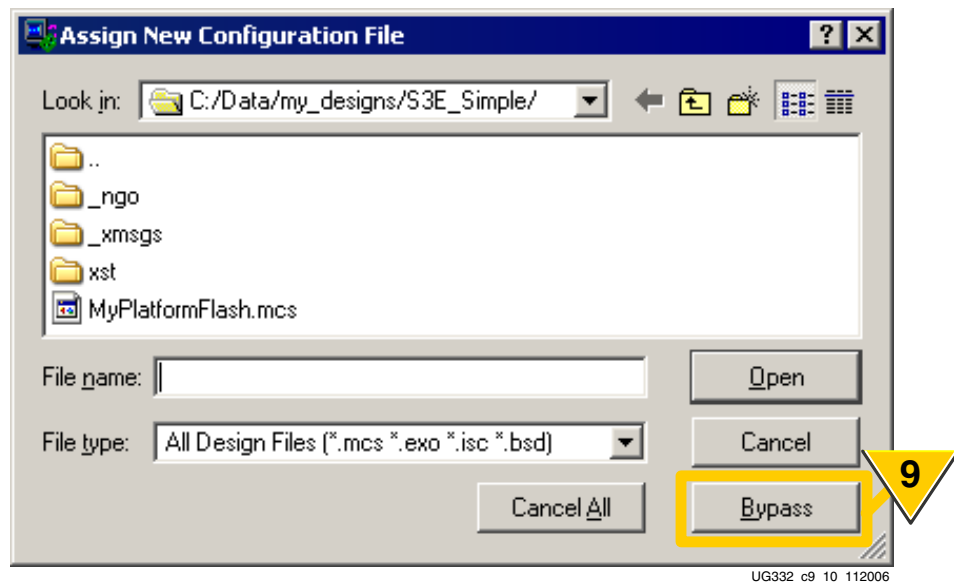 Assign New Configuration File
Look in: C:/Data/my_designs/S3E_Simple/
..
_ngo
_xmsgs
xst
MyPlatformFlash.mcs
File name: Open
File type: All Design Files (*.mcs *.exo *.isc *.bsd) Cancel
9
Cancel All Bypass
UG332_c9_10_112006